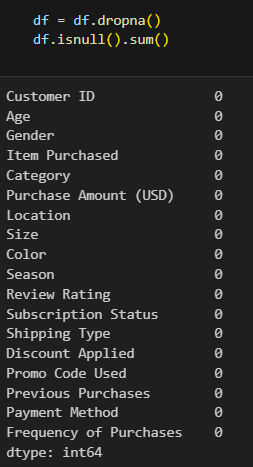 df = df.dropna()
df.isnull().sum()
Customer ID 0
Age 0
Gender 0
Item Purchased 0
Category 0
Purchase Amount (USD) 0
Location 0
Size 0
Color 0
Season 0
Review Rating 0
Subscription Status 0
Shipping Type 0
Discount Applied 0
Promo Code Used 0
Previous Purchases 0
Payment Method 0
Frequency of Purchases 0
dtype: int64